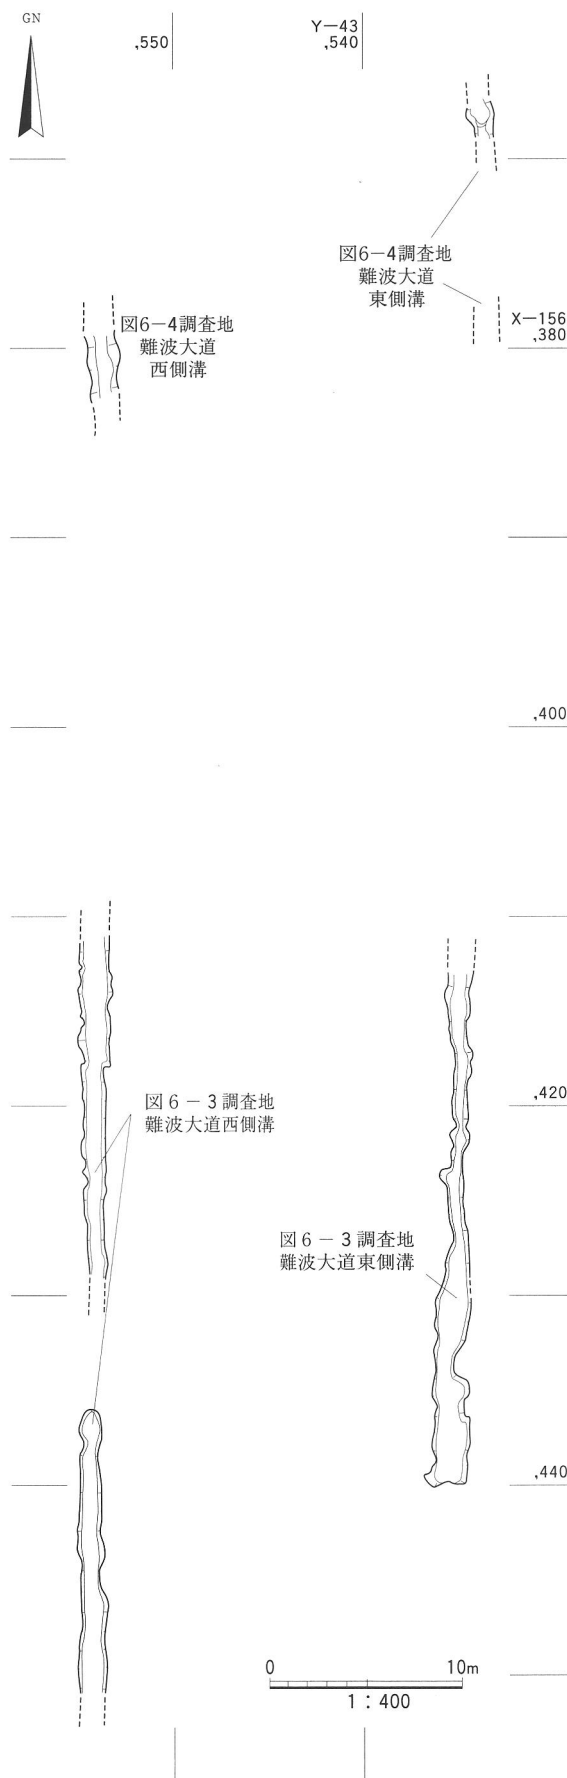 GN
Y－43
,550
,540
図6－4調査地
難波大道
東側溝
X－156
,380
図6－4調査地
難波大道
西側溝
,400
,420
図6－3調査地
難波大道西側溝
図6－3調査地
難波大道東側溝
,440
0 10m
1：400